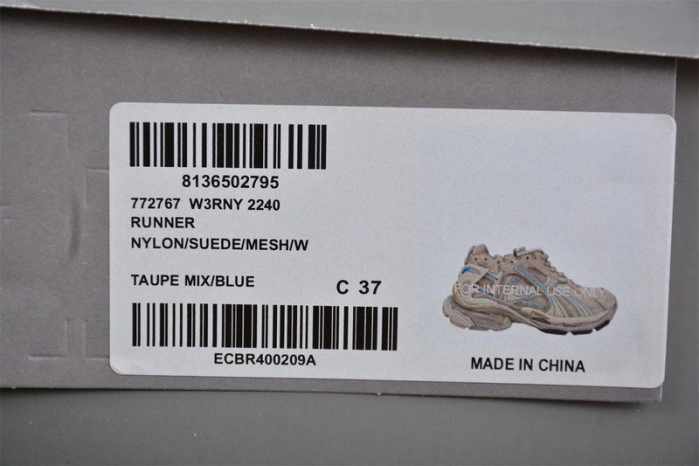 8136502795
772767 W3RNY 2240
RUNNER
NYLON/SUEDE/MESH/W
TAUPE MIX/BLUE
C 37
ECBR400209A
FOR INTERNAL USE ONLY
MADE IN CHINA